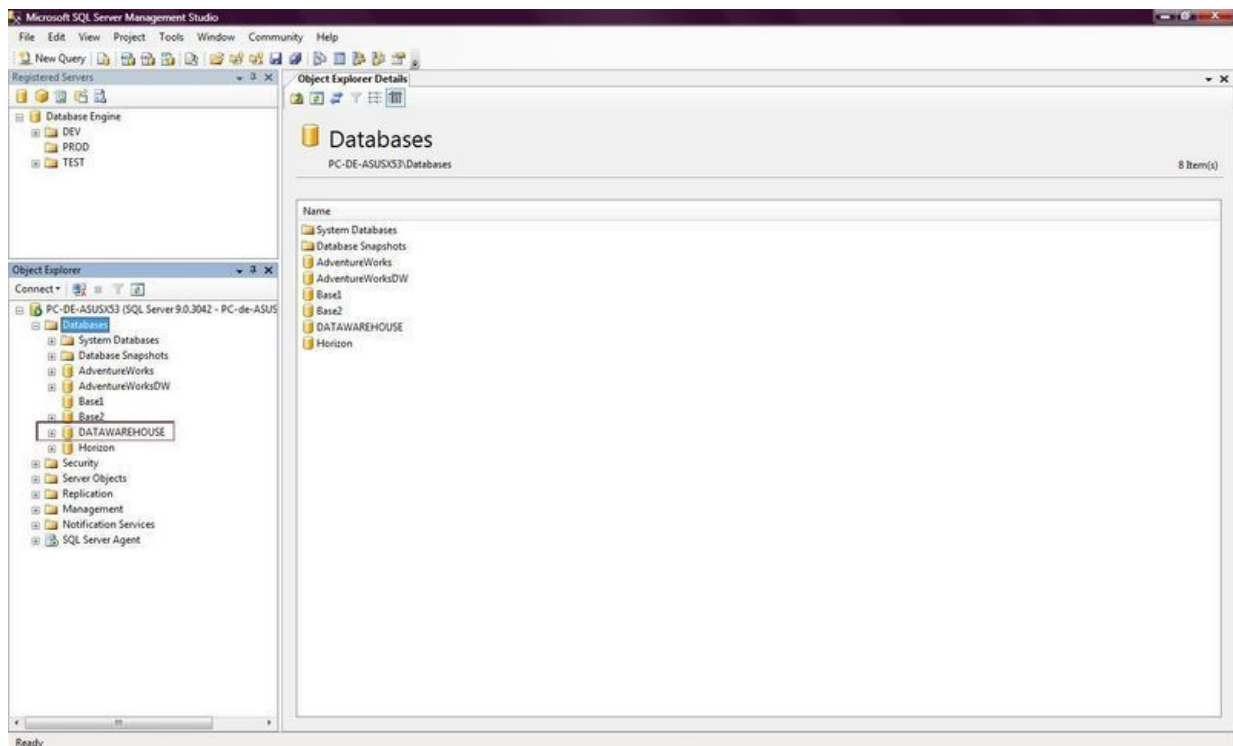 Microsoft SQL Server Management Studio
File Edit View Project Tools Window Community Help
New Query
Registered Servers
Database Engine
DEV
PROD
TEST
Object Explorer
Connect
PC-DE-ASUSX53 (SQL Server 9.0.3042 - PC-de-ASUS
Databases
System Databases
Database Snapshots
AdventureWorks
AdventureWorksDW
Base1
Base2
DATAWAREHOUSE
Horizon
Security
Server Objects
Replication
Management
Notification Services
SQL Server Agent
Object Explorer Details
Databases
PC-DE-ASUSX53\Databases 8 Item(s)
Name
System Databases
Database Snapshots
AdventureWorks
AdventureWorksDW
Base1
Base2
DATAWAREHOUSE
Horizon
Ready